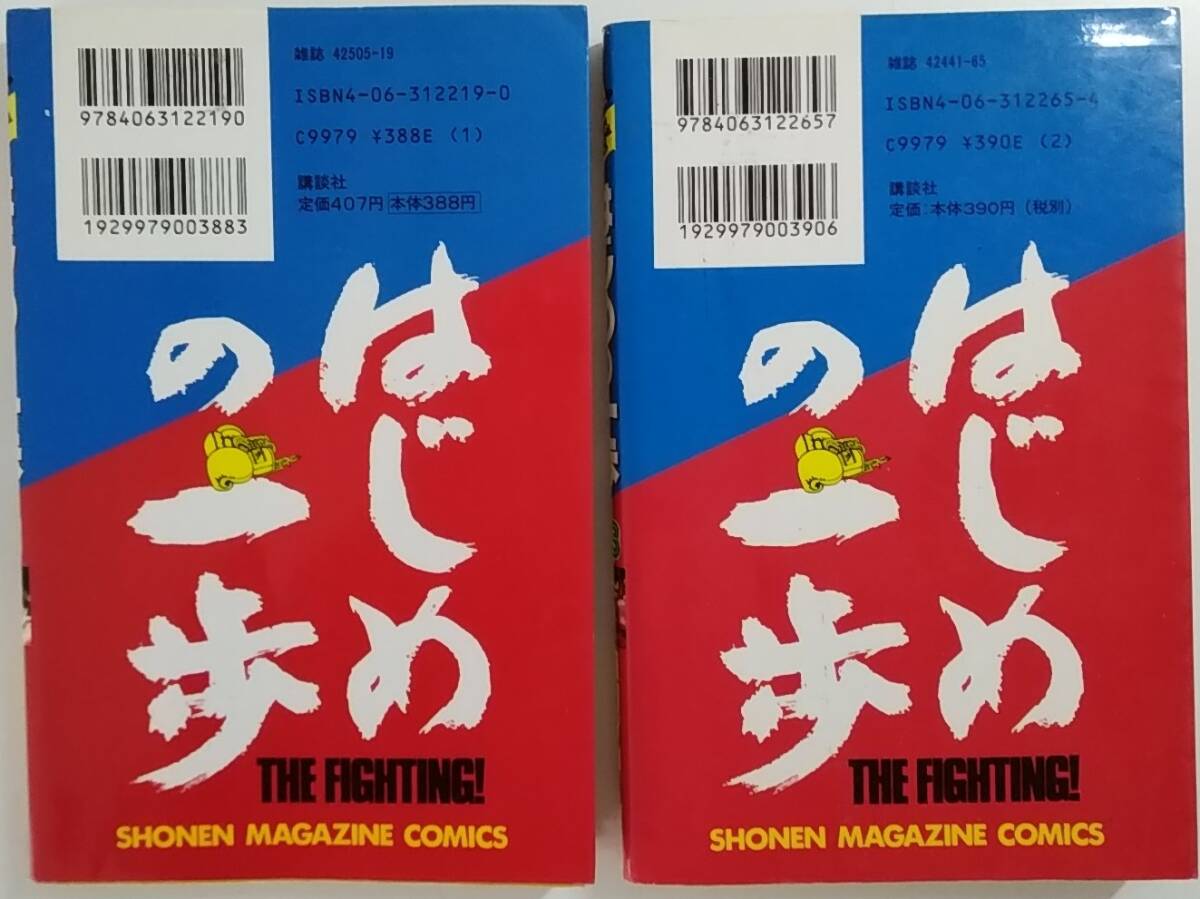 9784063122190
1929979003883
雑誌 42505-19
ISBN4-06-312219-0
C9979 ¥388E (1)
講談社
定価407円 本体388円
はじめ
の一歩
THE FIGHTING!
SHONEN MAGAZINE COMICS
9784063122657
1929979003906
雑誌 42441-65
ISBN4-06-312265-4
C9979 ¥390E (2)
講談社
定価:本体390円(税別)
はじめ
の一歩
THE FIGHTING!
SHONEN MAGAZINE COMICS